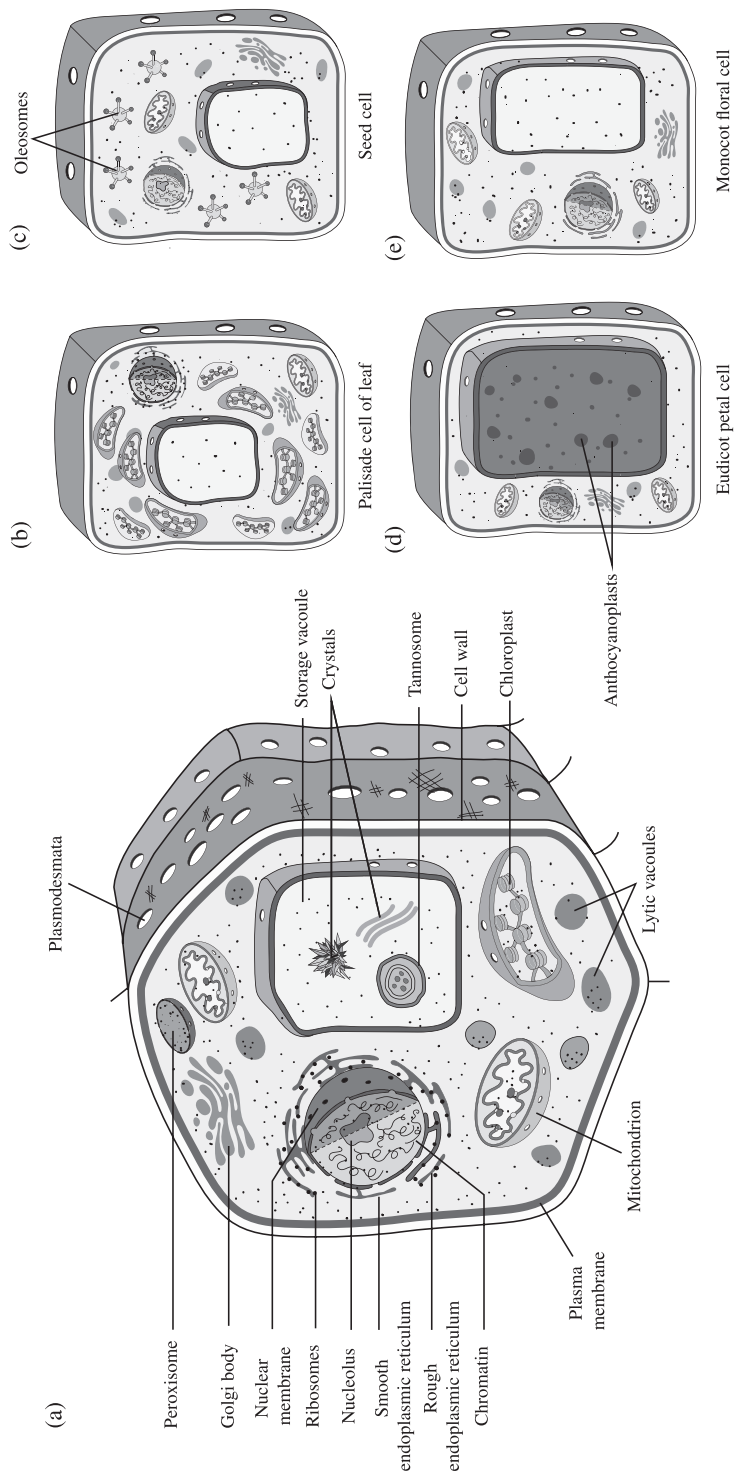 (a)
Peroxisome
Golgi body
Nuclear
membrane
Ribosomes
Nucleolus
Smooth
endoplasmic reticulum
Rough
endoplasmic reticulum
Chromatin
Plasma
membrane
Mitochondrion
Plasmodesmata
Lytic vacoules
Storage vacoule
Crystals
Tannosome
Cell wall
Chloroplast
(b)
Palisade cell of leaf
(c)
Oleosomes
Seed cell
(d)
Anthocyanoplasts
Eudicot petal cell
(e)
Monocot floral cell